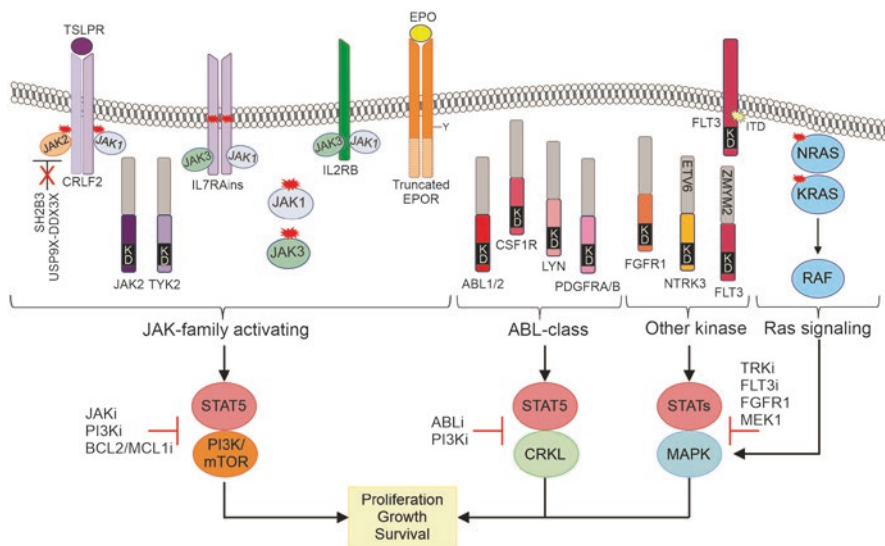 TSLPR
EPO
JAK2
JAK1
CRLF2
SH2B3
USP9X-DDX3X
JAK3
JAK1
IL7RAins
JAK3
JAK1
IL2RB
Y
Truncated
EPOR
FLT3
ITD
KD
NRAS
KRAS
RAF
KD
JAK2
KD
TYK2
JAK1
JAK3
KD
ABL1/2
KD
CSF1R
KD
LYN
KD
PDGFRA/B
KD
FGFR1
ETV6
KD
NTRK3
ZMYM2
KD
FLT3
JAK-family activating
ABL-class
Other kinase
Ras signaling
JAKi
PI3Ki
BCL2/MCL1i
STAT5
PI3K/
mTOR
ABLi
PI3Ki
STAT5
CRKL
STATs
MAPK
TRKi
FLT3i
FGFR1
MEK1
Proliferation
Growth
Survival